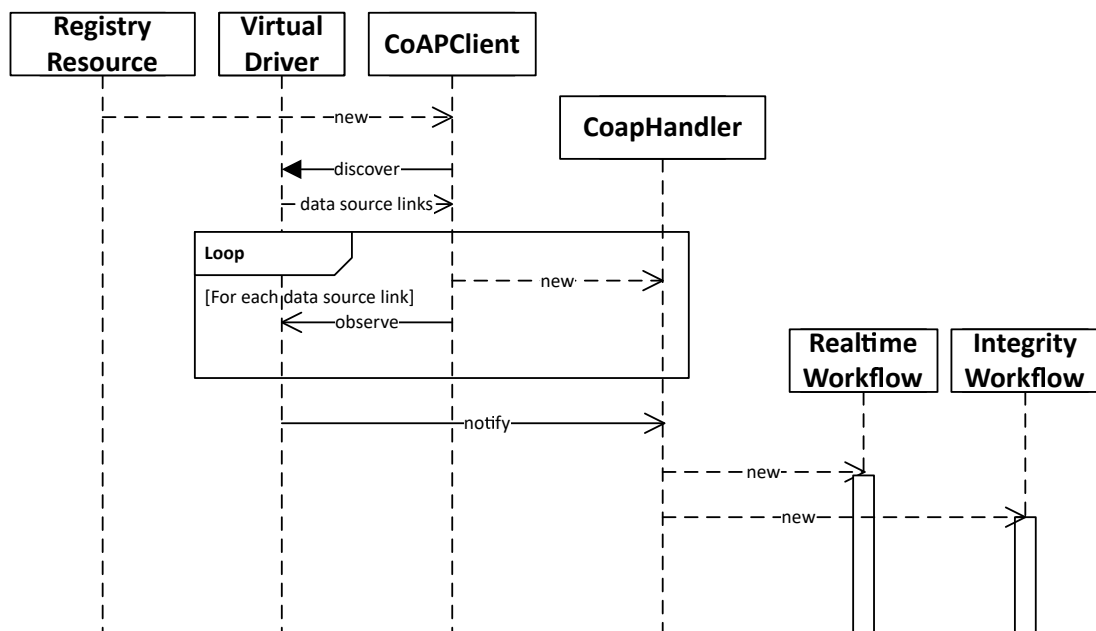 Registry
Resource
Virtual
Driver
CoAPClient
new
CoapHandler
discover
data source links
Loop
new
[For each data source link]
observe
Realtime
Workflow
Integrity
Workflow
notify
new
new